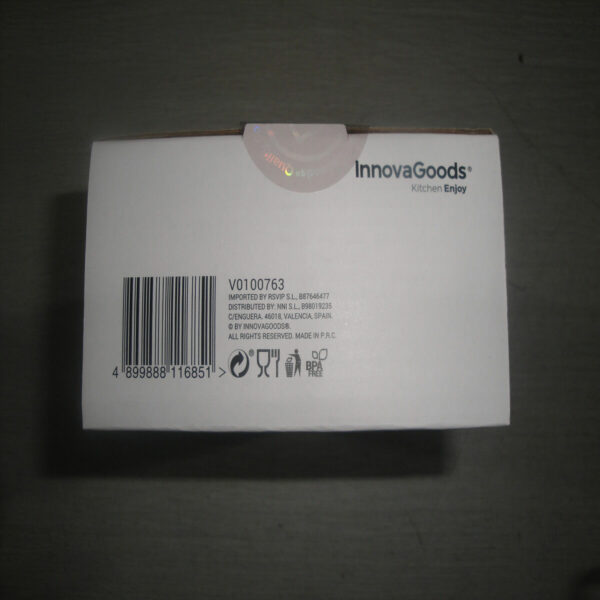 InnovaGoods®
Kitchen Enjoy
V0100763
IMPORTED BY RSVIP S.L., B87646477
DISTRIBUTED BY: NNI S.L., B98019235
C/ENGUERA. 46018, VALENCIA, SPAIN.
© BY INNOVAGOODS®.
ALL RIGHTS RESERVED. MADE IN P.R.C.
4 899888 116851 >
BPA
FREE